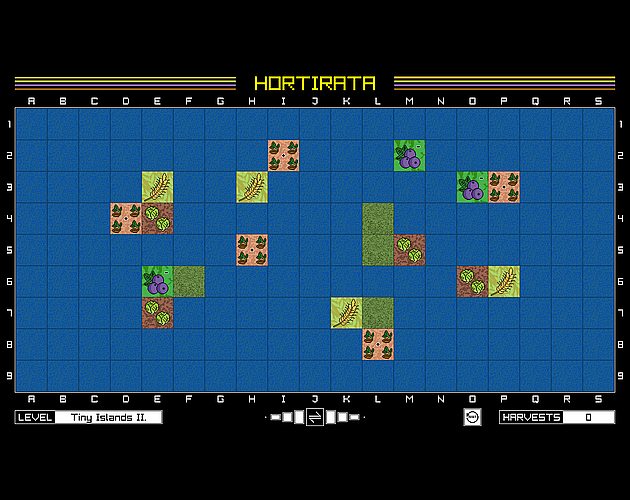 HORTIRATA
A B C D E F G H I J K L M N O P Q R S
1 1
2 2
3 3
4 4
5 5
6 6
7 7
8 8
9 9
A B C D E F G H I J K L M N O P Q R S
LEVEL Tiny Islands II. HARVESTS 0